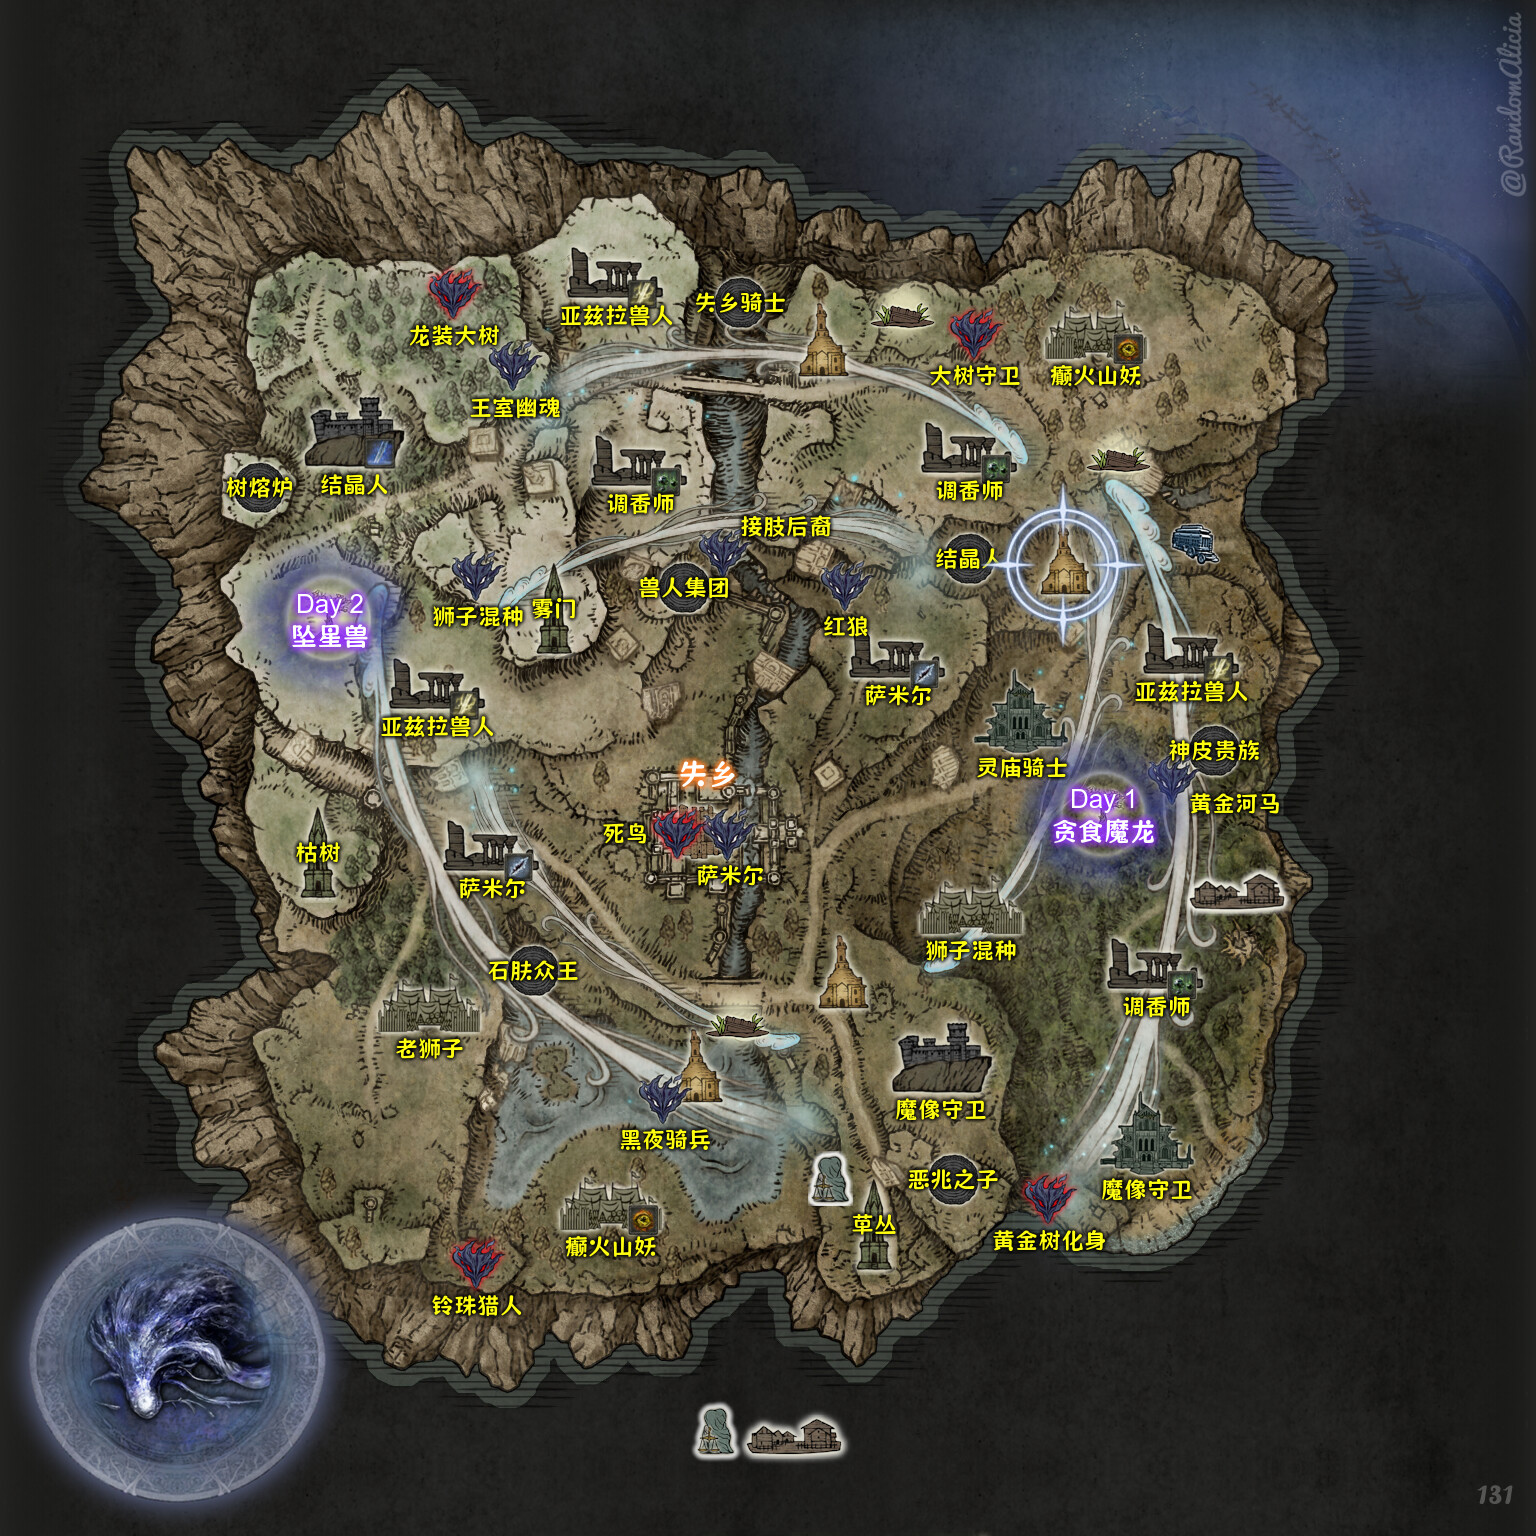 @RandomAlicia
龙装大树
亚兹拉兽人
失乡骑士
大树守卫
癫火山妖
王室幽魂
树熔炉
结晶人
调香师
调香师
接肢后裔
结晶人
兽人集团
狮子混种
雾门
红狼
Day 2
坠星兽
亚兹拉兽人
萨米尔
亚兹拉兽人
神皮贵族
灵庙骑士
失乡
Day 1
贪食魔龙
黄金河马
死鸟
萨米尔
枯树
萨米尔
狮子混种
石肤众王
调香师
老狮子
魔像守卫
黑夜骑兵
恶兆之子
魔像守卫
草丛
黄金树化身
癫火山妖
铃珠猎人
131